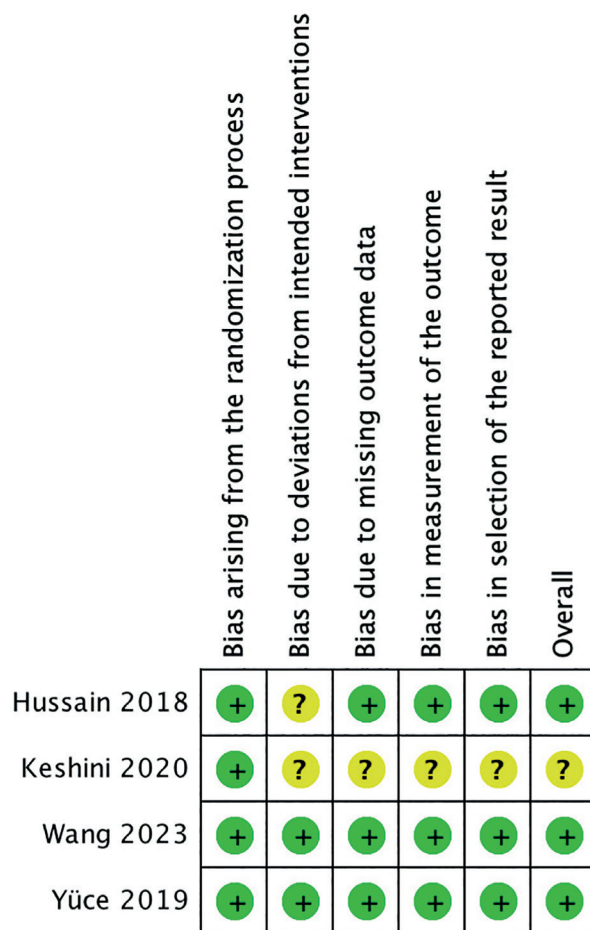 Bias arising from the randomization process
Bias due to deviations from intended interventions
Bias due to missing outcome data
Bias in measurement of the outcome
Bias in selection of the reported result
Overall
Hussain 2018 + ? + + + +
Keshini 2020 + ? ? ? ? ?
Wang 2023 + + + + + +
Yüce 2019 + + + + + +